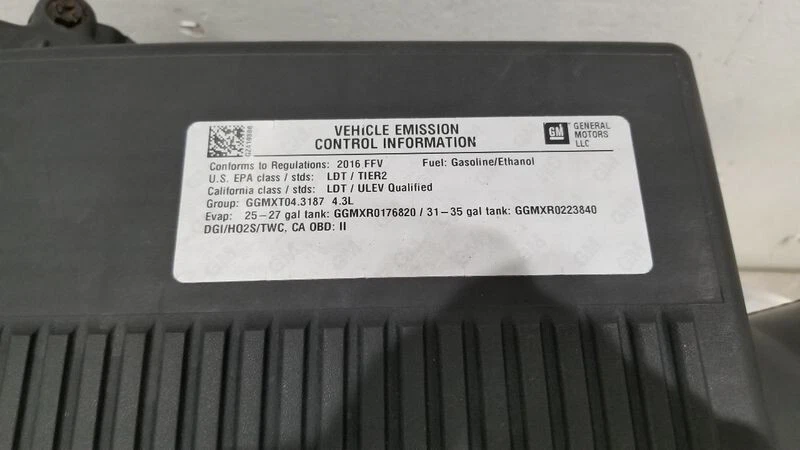 VEHICLE EMISSION
CONTROL INFORMATION
GM GENERAL
MOTORS
LLC
Conforms to Regulations: 2016 FFV Fuel: Gasoline/Ethanol
U.S. EPA class / stds: LDT / TIER2
California class / stds: LDT / ULEV Qualified
Group: GGMXT04.3187 4.3L
Evap: 25-27 gal tank: GGMXR0176820 / 31-35 gal tank: GGMXR0223840
DGI/HO2S/TWC, CA OBD: II